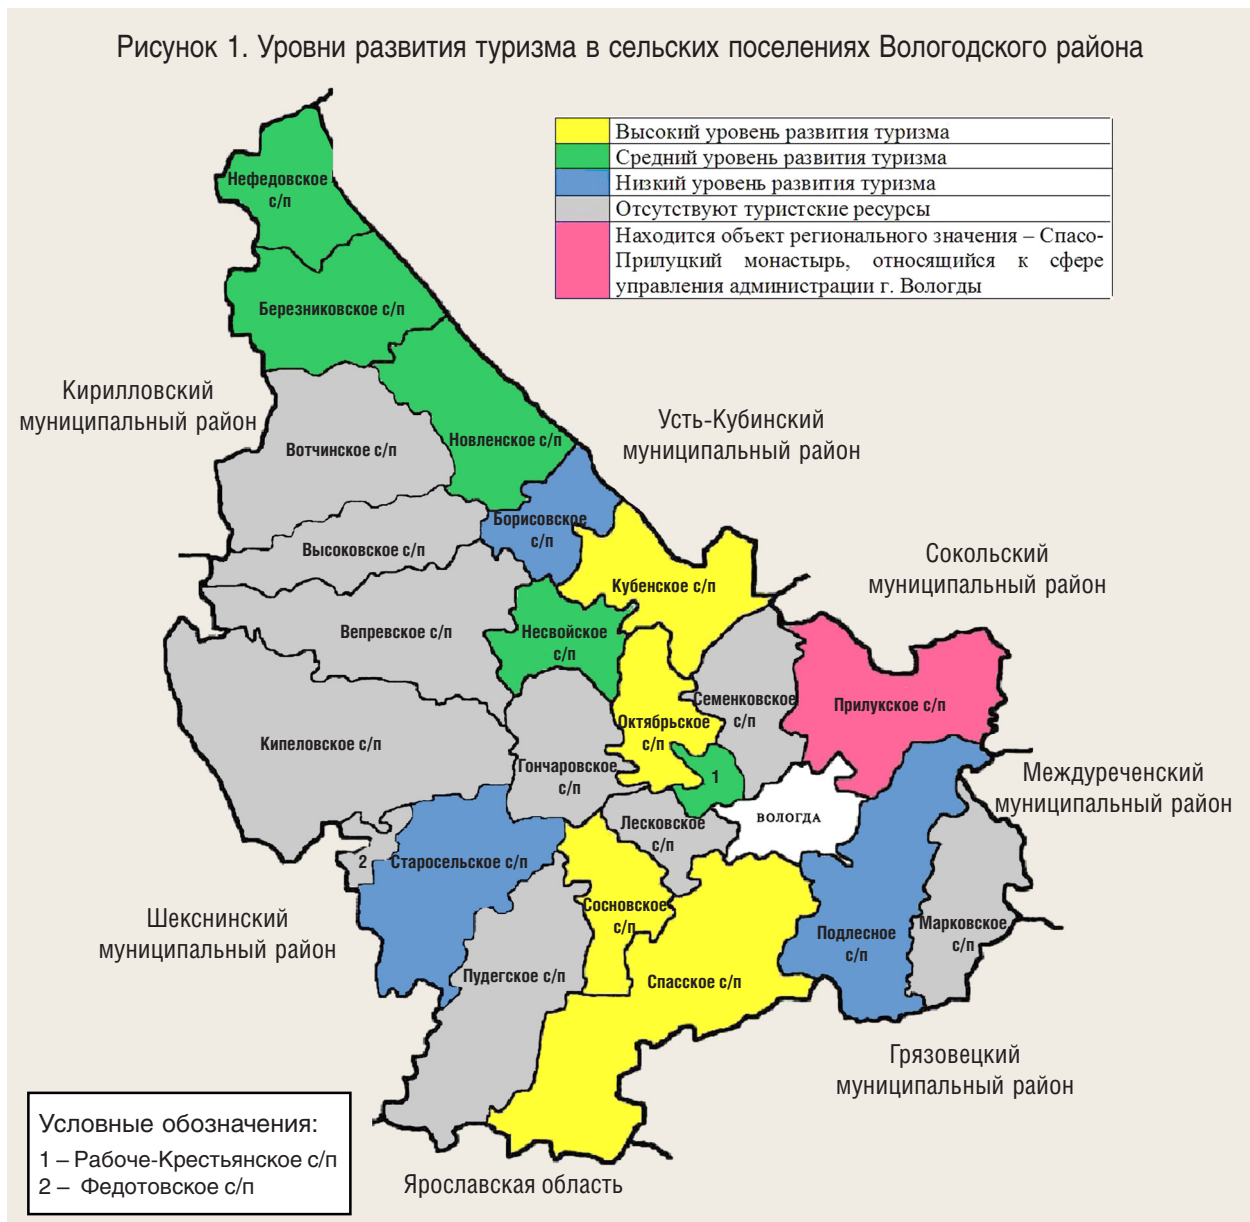 Рисунок 1. Уровни развития туризма в сельских поселениях Вологодского района
Высокий уровень развития туризма
Средний уровень развития туризма
Низкий уровень развития туризма
Отсутствуют туристские ресурсы
Находится объект регионального значения – Спасо-
Прилуцкий монастырь, относящийся к сфере
управления администрации г. Вологды
Нефедовское
с/п
Березниковское с/п
Кирилловский
муниципальный район
Усть-Кубинский
муниципальный район
Вотчинское с/п
Новленское с/п
Борисовское
с/п
Высоковское с/п
Сокольский
муниципальный район
Кубенское с/п
Вепревское с/п
Несвойское
с/п
Семенковское
с/п
Прилукское с/п
Октябрьское
с/п
Кипеловское с/п
Гончаровское
с/п
1
Междуреченский
муниципальный район
Лесковское
с/п
ВОЛОГДА
2
Старосельское с/п
Шекснинский
муниципальный район
Сосновское
с/п
Подлесное
с/п
Марковское
с/п
Пудегское с/п
Спасское с/п
Грязовецкий
муниципальный район
Условные обозначения:
1 – Рабоче-Крестьянское с/п
2 – Федотовское с/п
Ярославская область